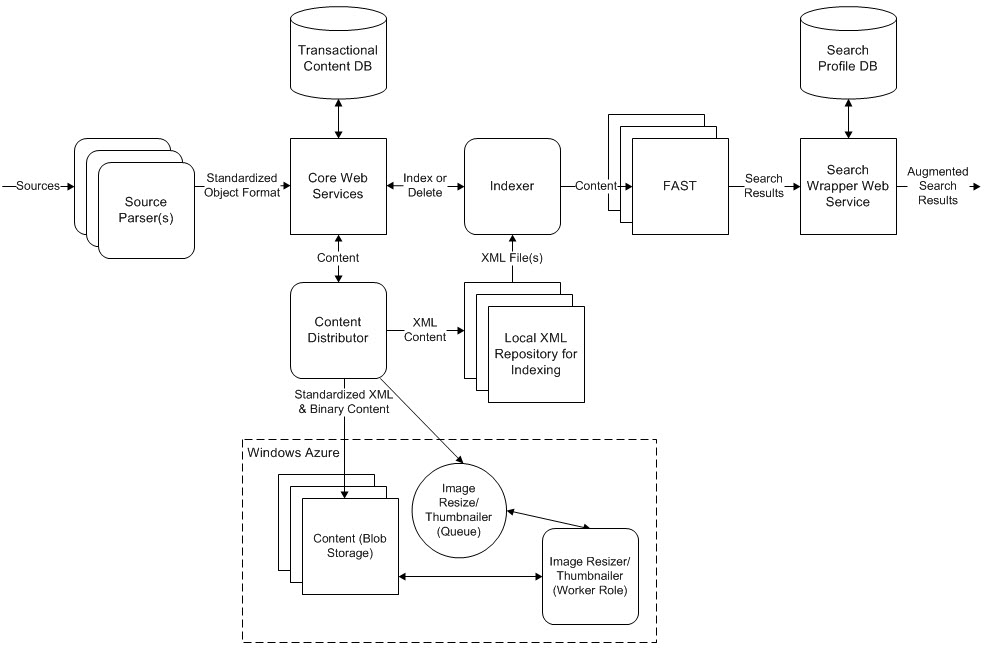 Transactional
Content DB
Search
Profile DB
Sources
Source
Parser(s)
Standardized
Object Format
Core Web
Services
Index or
Delete
Indexer
Content
FAST
Search
Results
Search
Wrapper Web
Service
Augmented
Search
Results
Content
XML File(s)
Content
Distributor
XML
Content
Local XML
Repository for
Indexing
Standardized XML
& Binary Content
Windows Azure
Image
Resize/
Thumbnailer
(Queue)
Content (Blob
Storage)
Image Resizer/
Thumbnailer
(Worker Role)